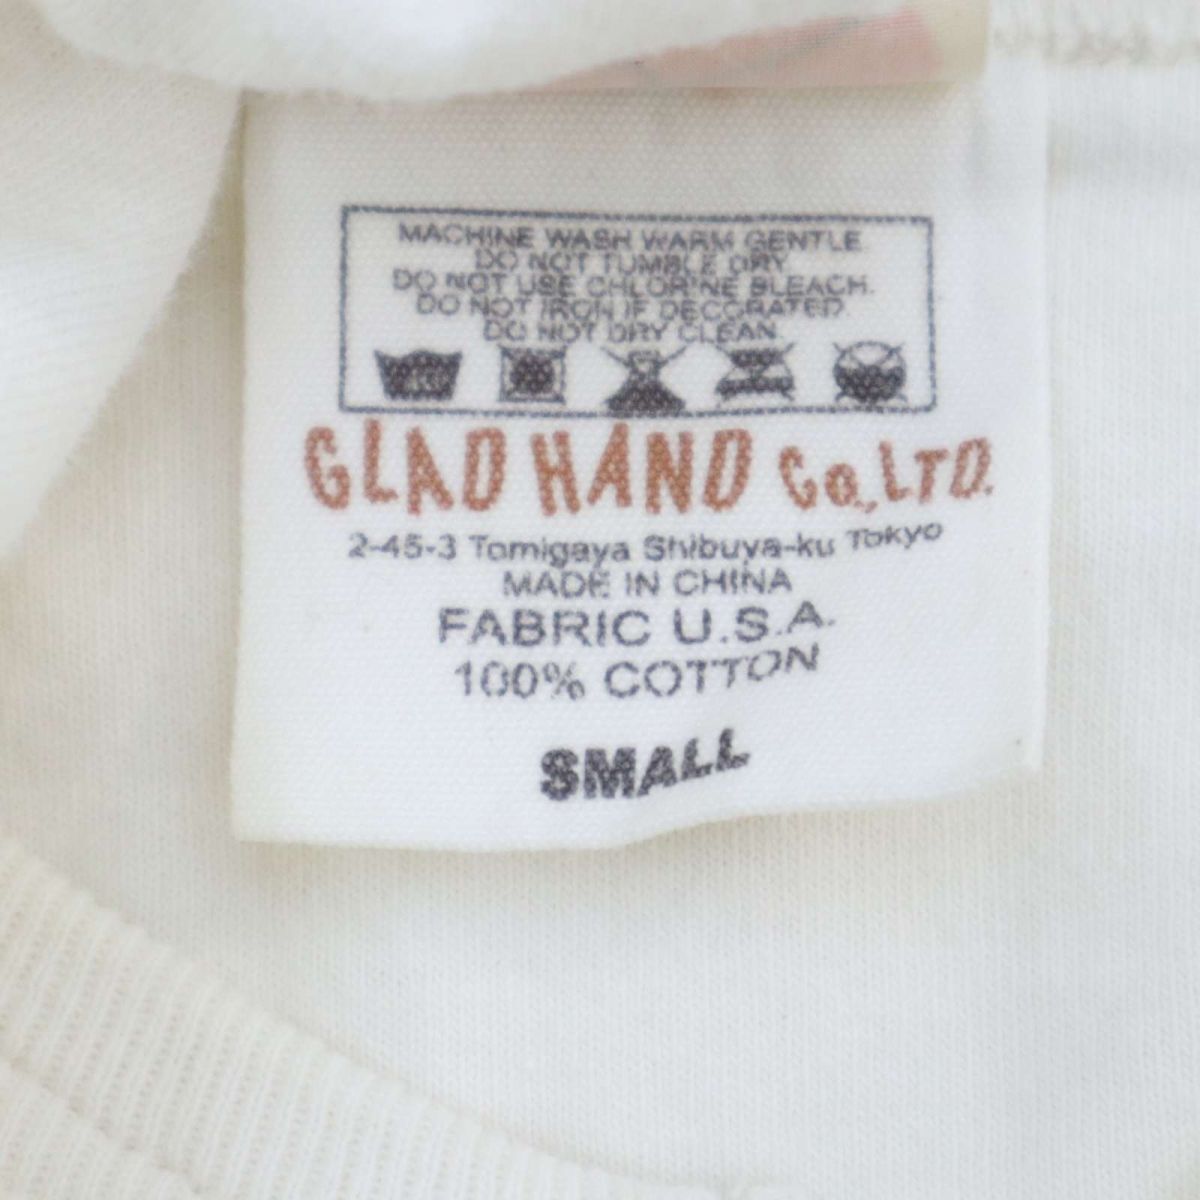 MACHINE WASH WARM GENTLE
DO NOT TUMBLE DRY
DO NOT USE CHLORINE BLEACH.
DO NOT IRON IF DECORATED
DO NOT DRY CLEAN
GLAD HAND Co., LTD.
2-45-3 Tomigaya Shibuya-ku Tokyo
MADE IN CHINA
FABRIC U.S.A.
100% COTTON
SMALL